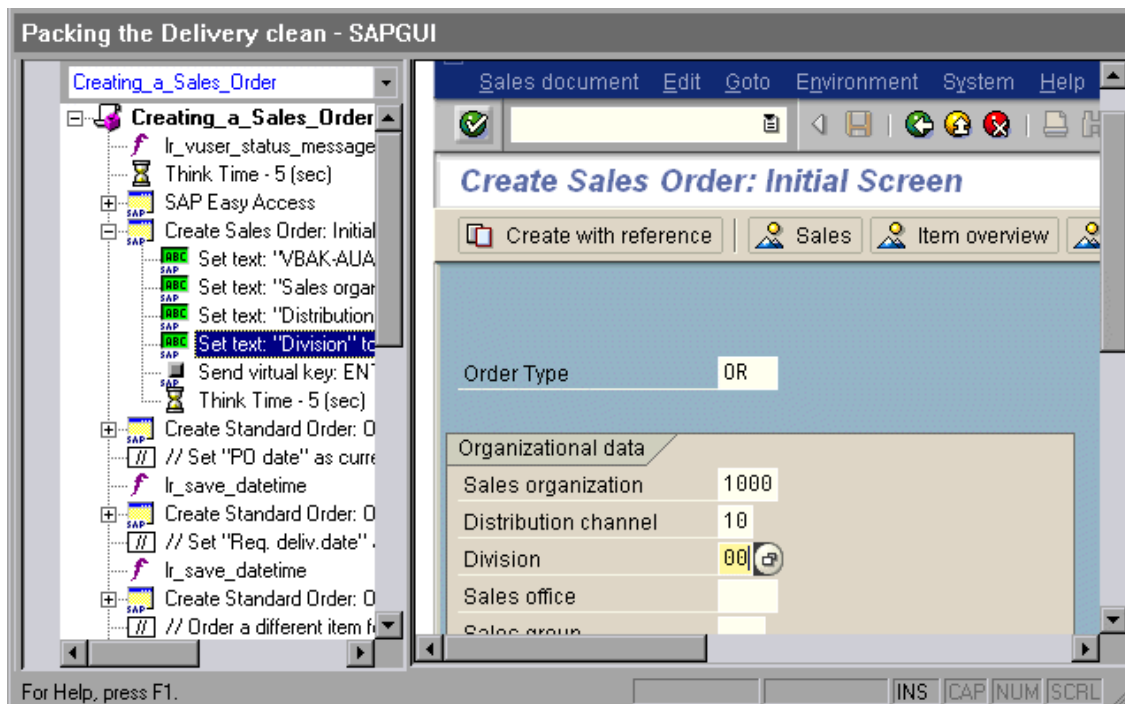 Packing the Delivery clean - SAPGUI
Creating_a_Sales_Order
Creating_a_Sales_Order
lr_vuser_status_message
Think Time - 5 (sec)
SAP Easy Access
Create Sales Order: Initial
Set text: "VBAK-AUA
Set text: "Sales organ
Set text: "Distribution
Set text: "Division" to
Send virtual key: ENT
Think Time - 5 (sec)
Create Standard Order: O
// Set "PO date" as curre
lr_save_datetime
Create Standard Order: O
// Set "Req. deliv.date"
lr_save_datetime
Create Standard Order: O
// Order a different item f
Sales document Edit Goto Environment System Help
Create Sales Order: Initial Screen
Create with reference Sales Item overview
Order Type OR
Organizational data
Sales organization 1000
Distribution channel 10
Division 00
Sales office
Sales group
For Help, press F1.
INS CAP NUM SCRL